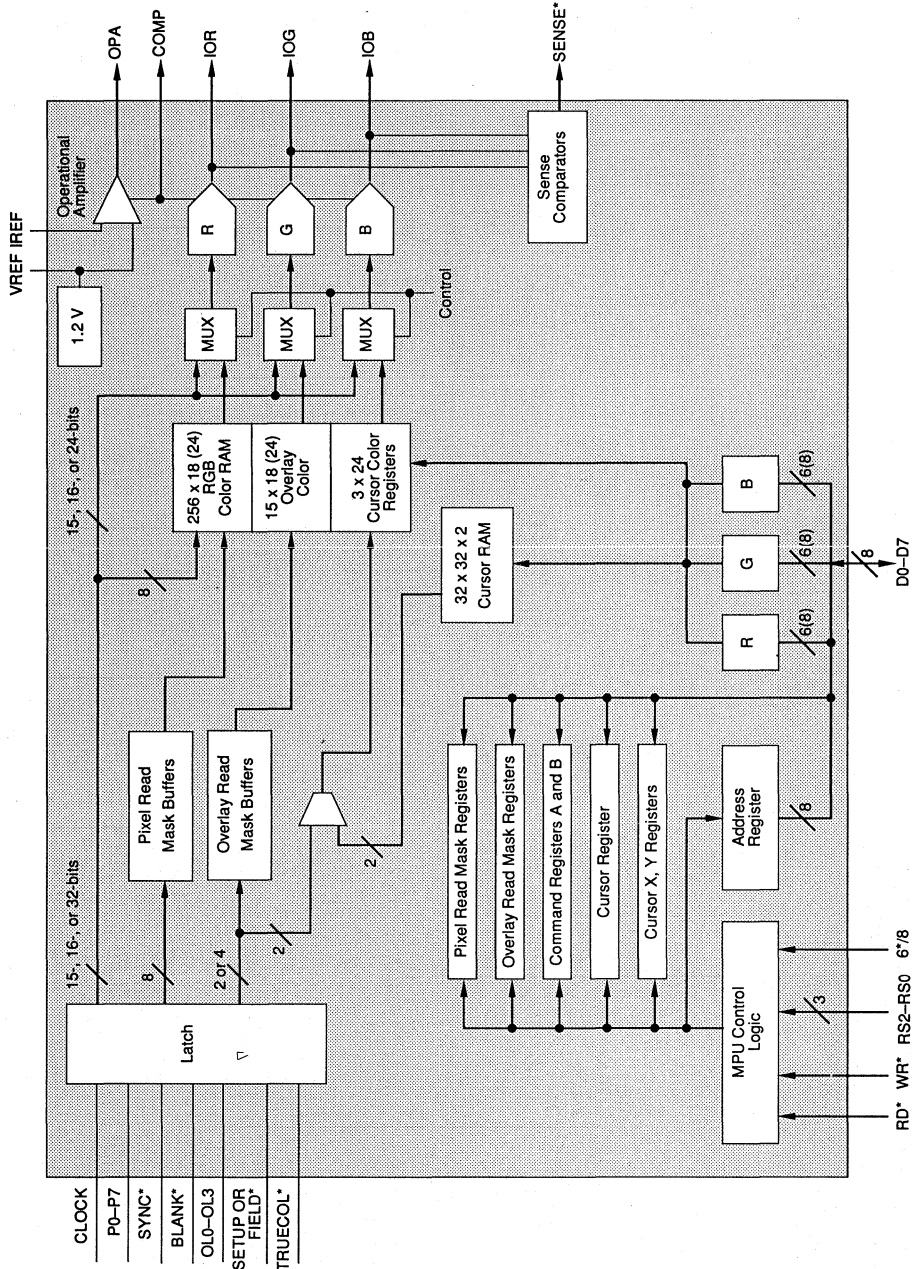 VREF IREF
Operational
Amplifier
OPA
COMP
IOR
IOG
IOB
SENSE*
1.2 V
R
G
B
Sense
Comparators
MUX
MUX
MUX
Control
15-, 16-, or 24-bits
8
256 x 18 (24)
RGB
Color RAM
15 x 18 (24)
Overlay
Color
3 x 24
Cursor Color
Registers
32 x 32 x 2
Cursor RAM
R
G
B
6(8)
6(8)
6(8)
8
D0–D7
15-, 16-, or 32-bits
8
2 or 4
2
2
Pixel Read
Mask Buffers
Overlay Read
Mask Buffers
Latch
CLOCK
P0–P7
SYNC*
BLANK*
OL0–OL3
SETUP OR
FIELD*
TRUECOL*
Pixel Read Mask Registers
Overlay Read Mask Registers
Command Registers A and B
Cursor Register
Cursor X, Y Registers
Address
Register
8
MPU Control
Logic
3
RD*
WR*
RS2–RS0
6*/8